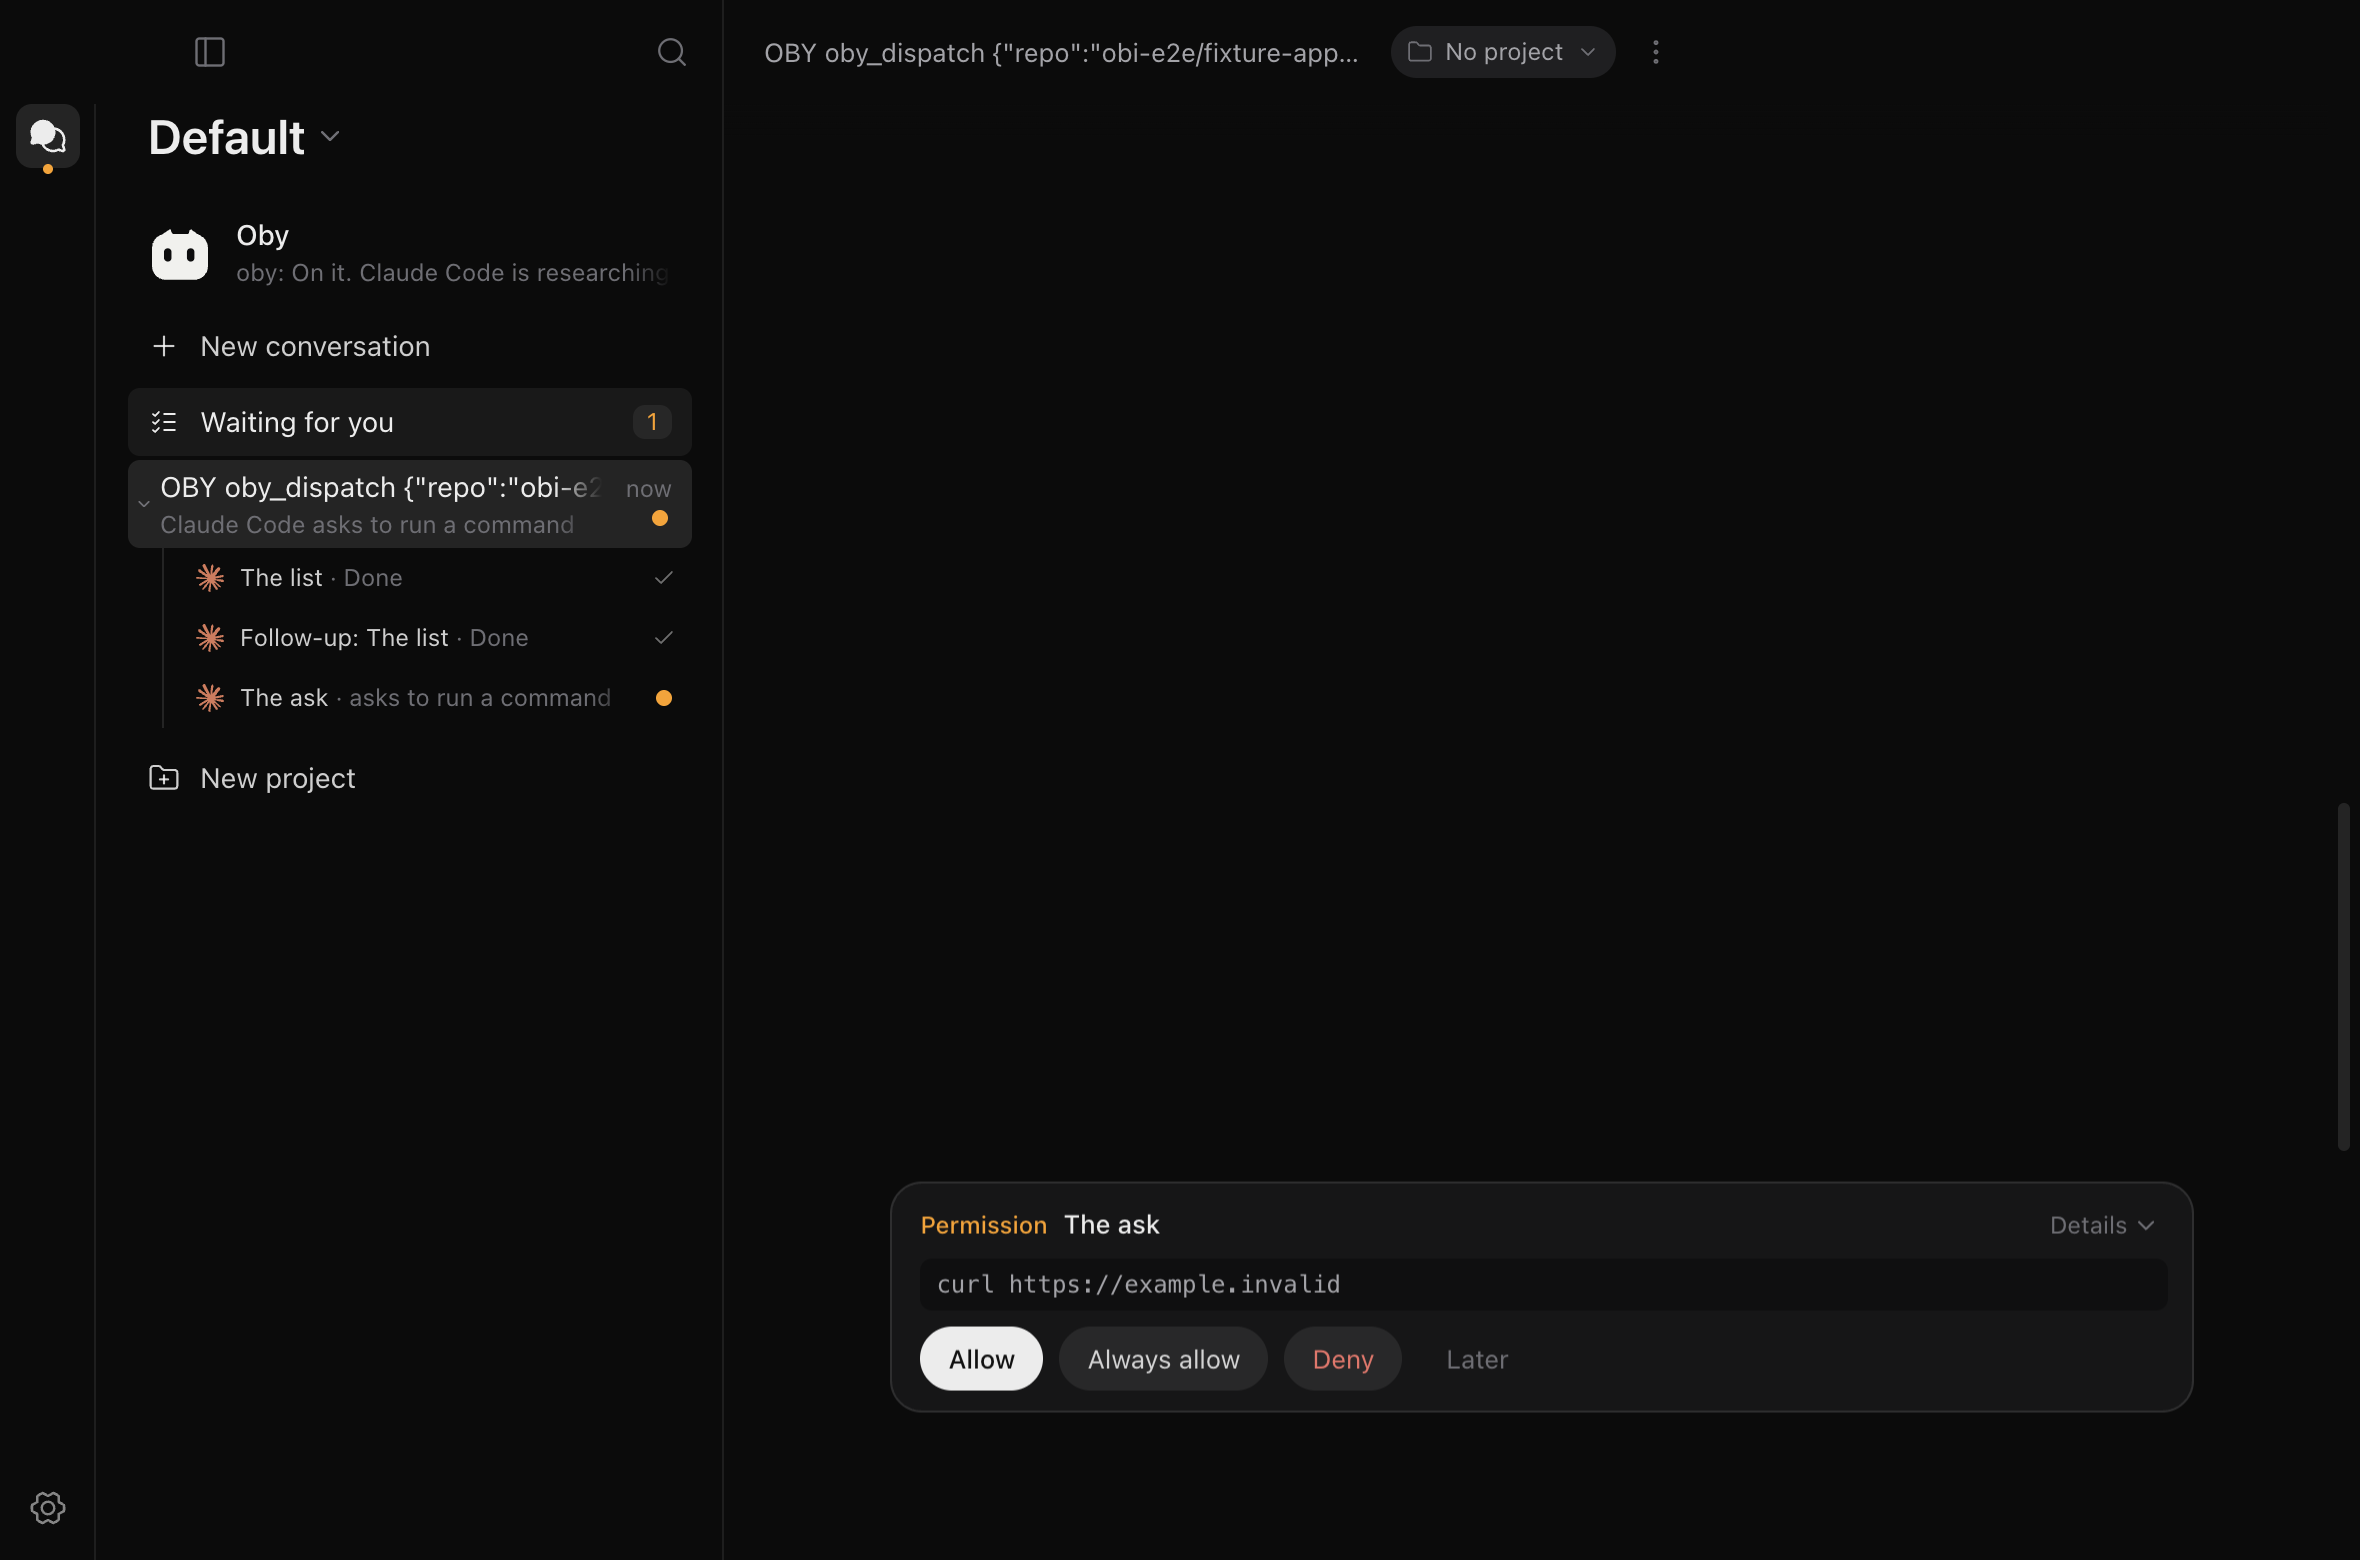 OBY oby_dispatch {"repo":"obi-e2e/fixture-app...
No project
Default
Oby
oby: On it. Claude Code is researching
New conversation
Waiting for you
1
OBY oby_dispatch {"repo":"obi-e2
now
Claude Code asks to run a command
The list · Done
Follow-up: The list · Done
The ask · asks to run a command
New project
Permission The ask
Details
curl https://example.invalid
Allow
Always allow
Deny
Later